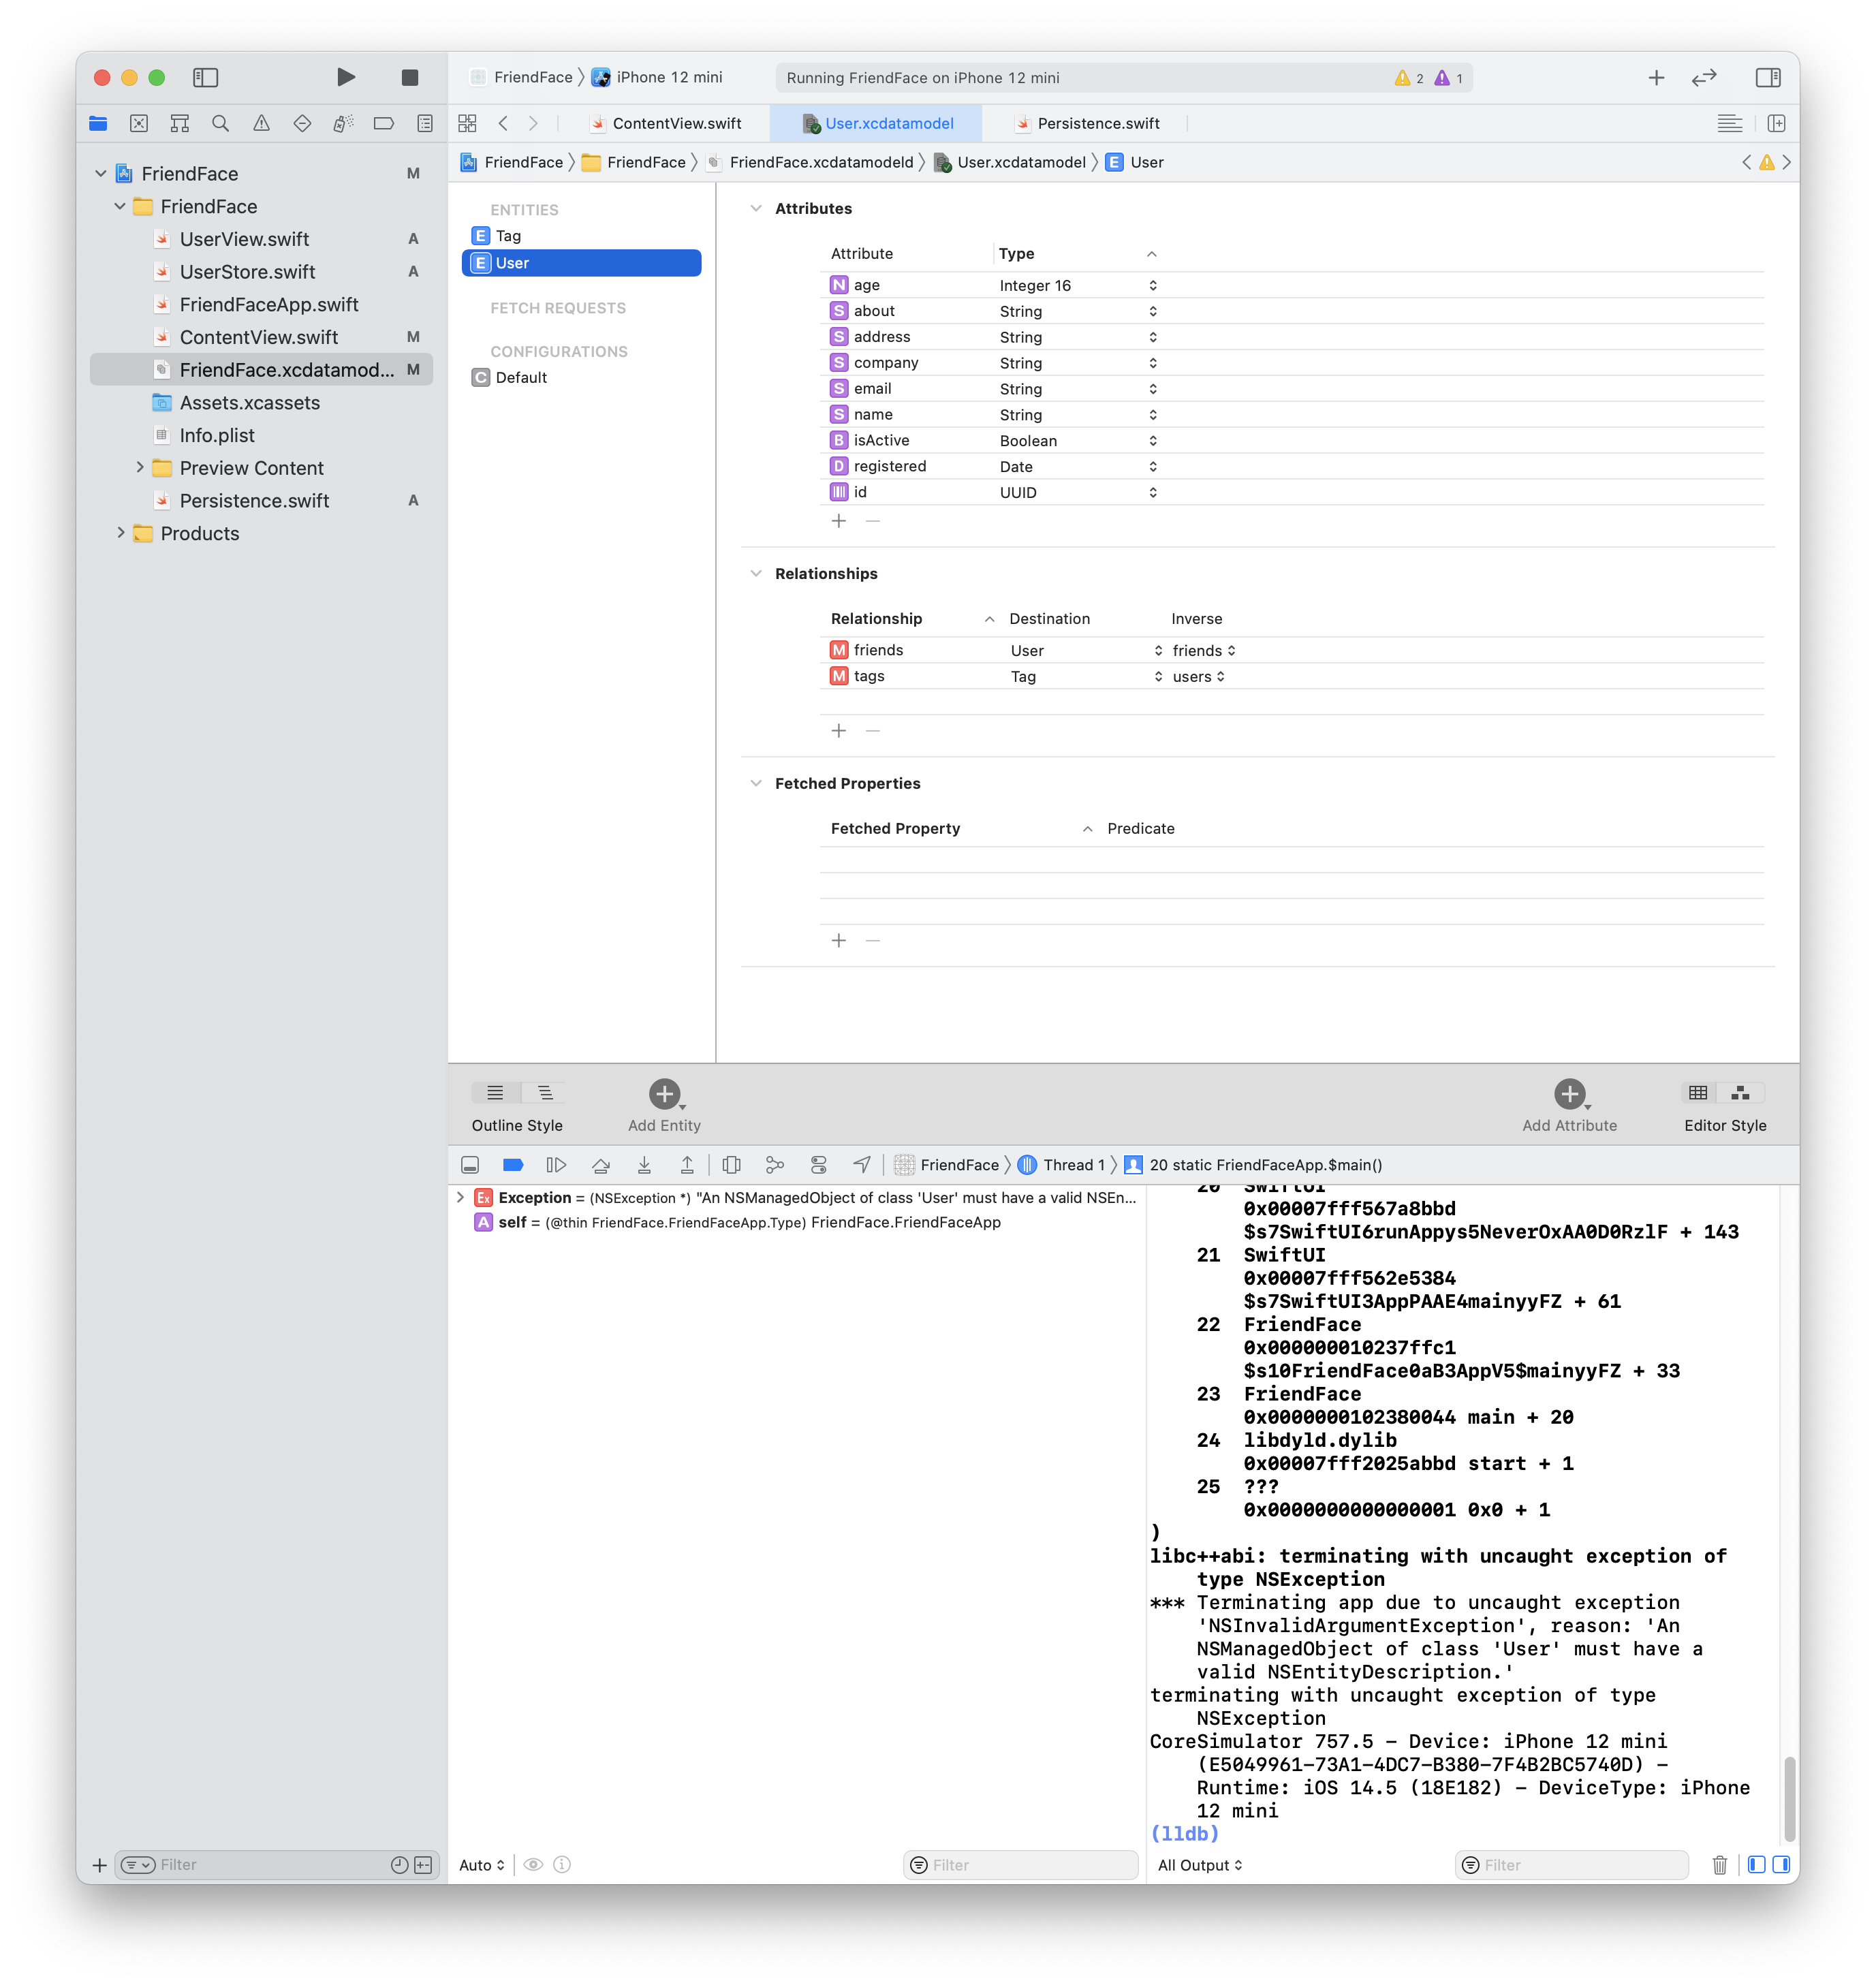 FriendFace 〉 iPhone 12 mini
Running FriendFace on iPhone 12 mini
2
1
ContentView.swift
User.xcdatamodel
Persistence.swift
FriendFace 〉 FriendFace 〉 FriendFace.xcdatamodeld 〉 User.xcdatamodel 〉 E User
FriendFace M
FriendFace
UserView.swift A
UserStore.swift A
FriendFaceApp.swift
ContentView.swift M
FriendFace.xcdatamod... M
Assets.xcassets
Info.plist
Preview Content
Persistence.swift A
Products
Filter
ENTITIES
E Tag
E User
FETCH REQUESTS
CONFIGURATIONS
C Default
Attributes
Attribute Type
N age Integer 16
S about String
S address String
S company String
S email String
S name String
B isActive Boolean
D registered Date
id UUID
Relationships
Relationship Destination Inverse
M friends User friends
M tags Tag users
Fetched Properties
Fetched Property Predicate
Outline Style
Add Entity
Add Attribute
Editor Style
FriendFace 〉 Thread 1 〉 20 static FriendFaceApp.$main()
Ex Exception = (NSException *) "An NSManagedObject of class 'User' must have a valid NSEn...
A self = (@thin FriendFace.FriendFaceApp.Type) FriendFace.FriendFaceApp
Auto
Filter
20 SwiftUI
0x00007fff567a8bbd
$s7SwiftUI6runAppys5NeverOxAA0D0RzlF + 143
21 SwiftUI
0x00007fff562e5384
$s7SwiftUI3AppPAAE4mainyyFZ + 61
22 FriendFace
0x000000010237ffc1
$s10FriendFace0aB3AppV5$mainyyFZ + 33
23 FriendFace
0x0000000102380044 main + 20
24 libdyld.dylib
0x00007fff2025abbd start + 1
25 ???
0x0000000000000001 0x0 + 1
)
libc++abi: terminating with uncaught exception of
type NSException
*** Terminating app due to uncaught exception
'NSInvalidArgumentException', reason: 'An
NSManagedObject of class 'User' must have a
valid NSEntityDescription.'
terminating with uncaught exception of type
NSException
CoreSimulator 757.5 - Device: iPhone 12 mini
(E5049961-73A1-4DC7-B380-7F4B2BC5740D) -
Runtime: iOS 14.5 (18E182) - DeviceType: iPhone
12 mini
(lldb)
All Output
Filter